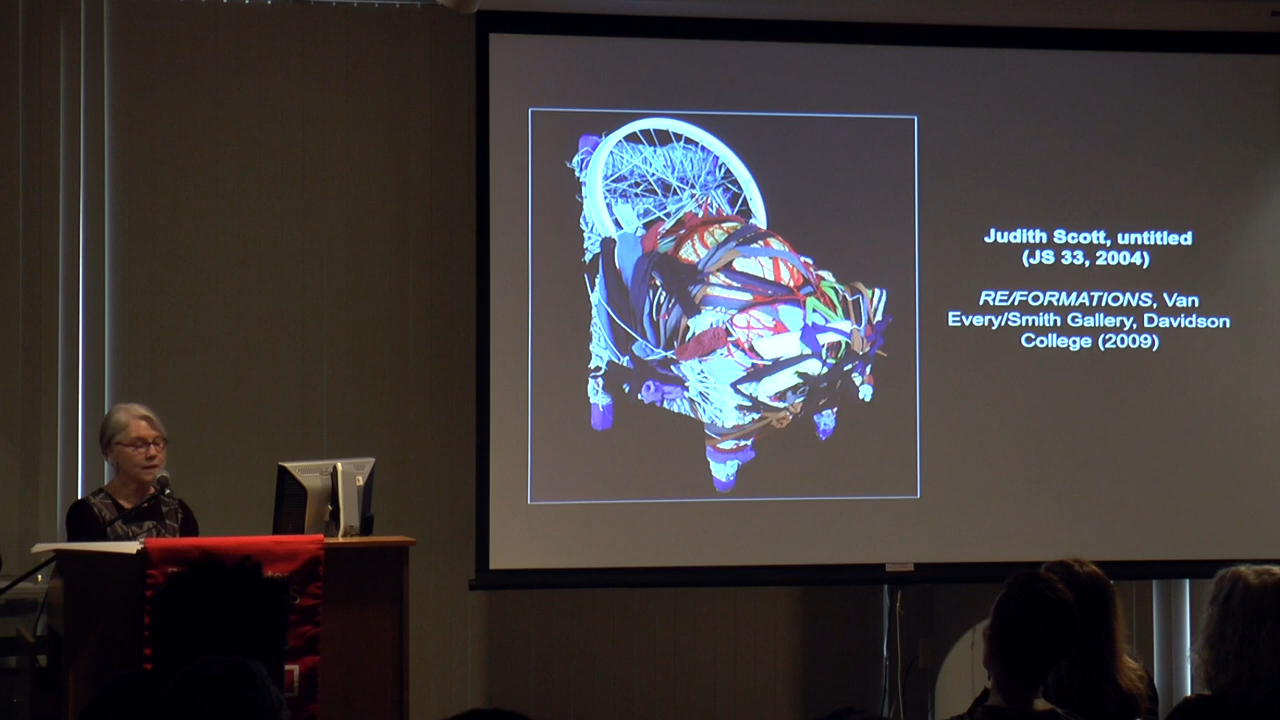 Judith Scott, untitled
(JS 33, 2004)
RE/FORMATIONS, Van
Every/Smith Gallery, Davidson
College (2009)